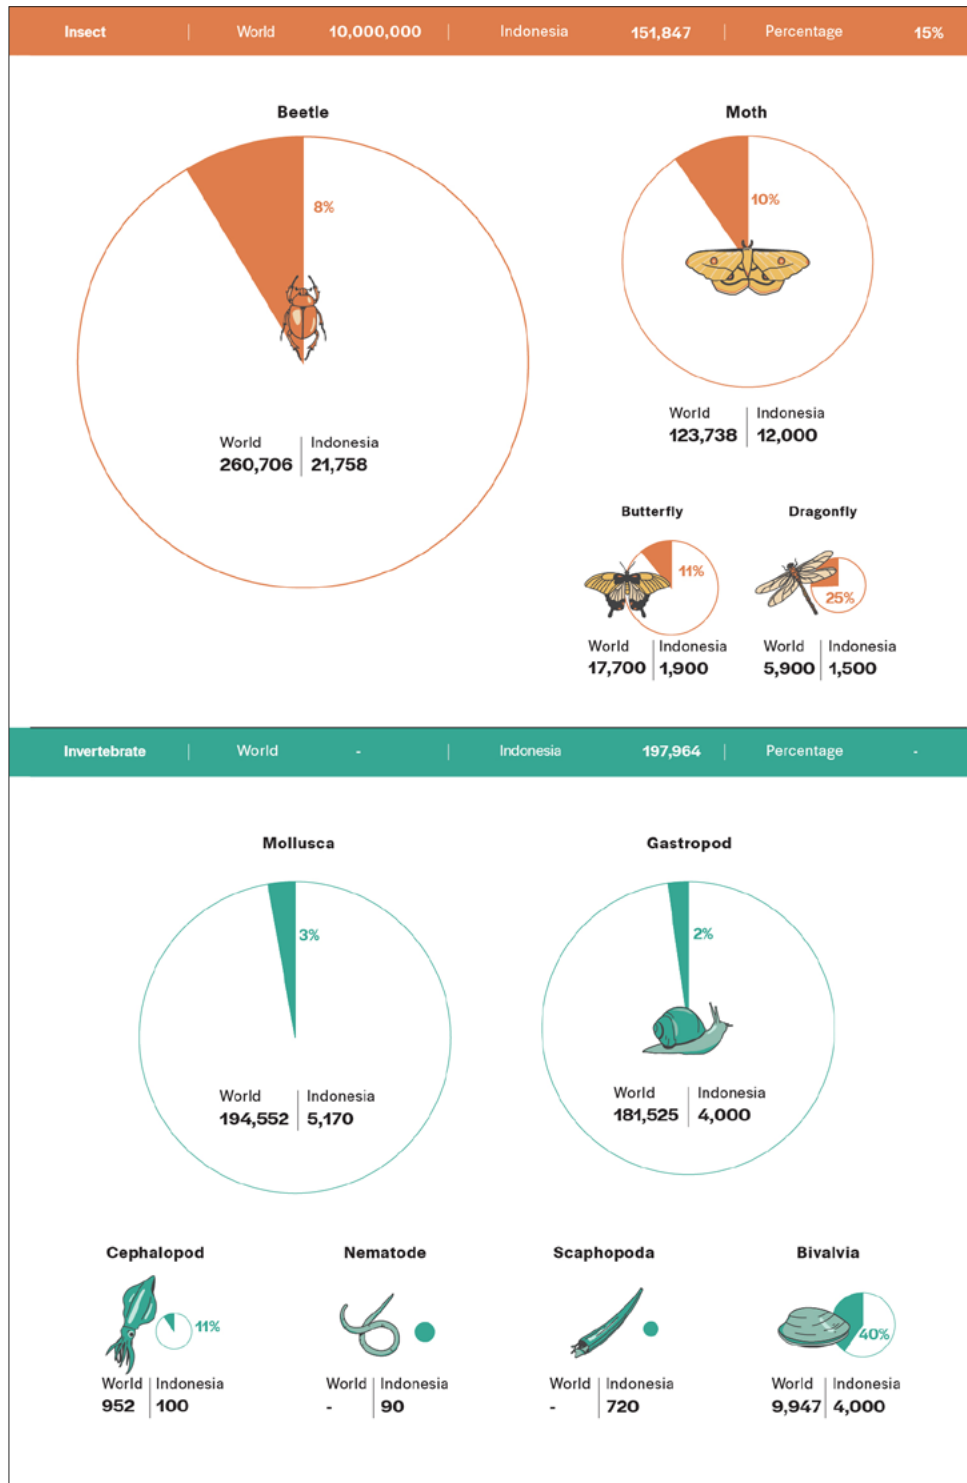 Insect | World 10,000,000 | Indonesia 151,847 | Percentage 15%
Beetle
8%
World | Indonesia
260,706 | 21,758
Moth
10%
World | Indonesia
123,738 | 12,000
Butterfly
11%
World | Indonesia
17,700 | 1,900
Dragonfly
25%
World | Indonesia
5,900 | 1,500
Invertebrate | World - | Indonesia 197,964 | Percentage -
Mollusca
3%
World | Indonesia
194,552 | 5,170
Gastropod
2%
World | Indonesia
181,525 | 4,000
Cephalopod
11%
World | Indonesia
952 | 100
Nematode
World | Indonesia
- | 90
Scaphopoda
World | Indonesia
- | 720
Bivalvia
40%
World | Indonesia
9,947 | 4,000